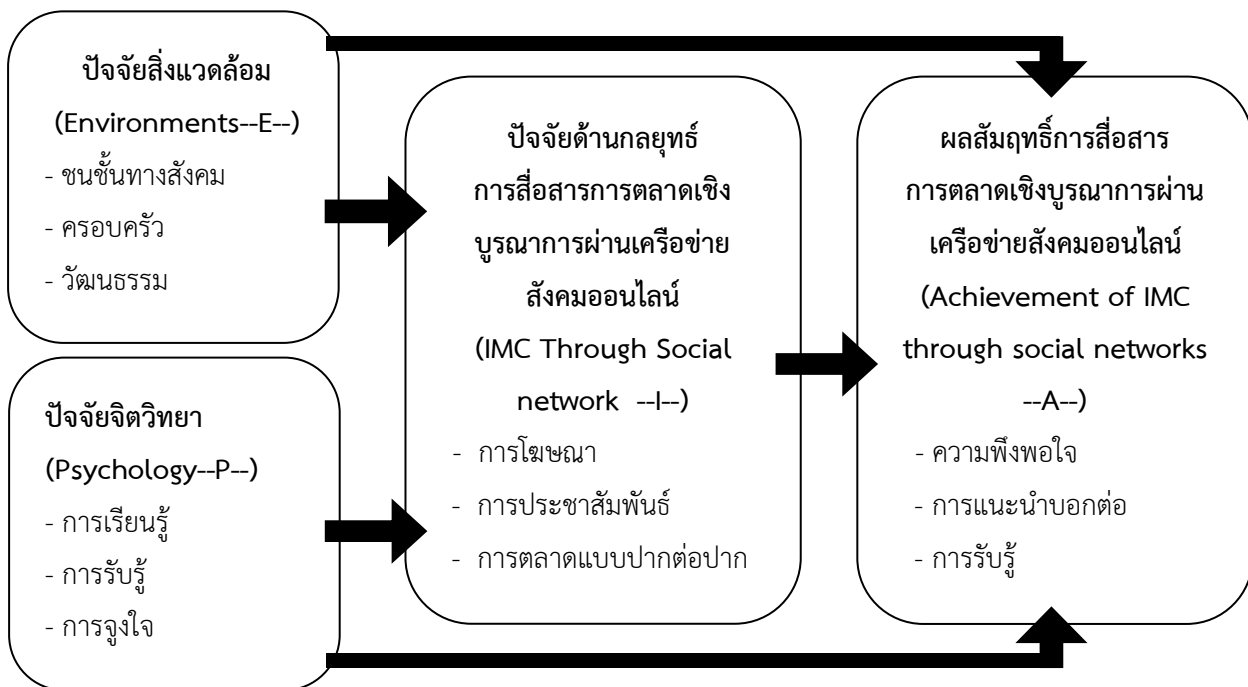 ปัจจัยสิ่งแวดล้อม
(Environments--E--)
- ชนชั้นทางสังคม
- ครอบครัว
- วัฒนธรรม
ปัจจัยจิตวิทยา
(Psychology--P--)
- การเรียนรู้
- การรับรู้
- การจูงใจ
ปัจจัยด้านกลยุทธ์
การสื่อสารการตลาดเชิง
บูรณาการผ่านเครือข่าย
สังคมออนไลน์
(IMC Through Social
network --I--)
- การโฆษณา
- การประชาสัมพันธ์
- การตลาดแบบปากต่อปาก
ผลสัมฤทธิ์การสื่อสาร
การตลาดเชิงบูรณาการผ่าน
เครือข่ายสังคมออนไลน์
(Achievement of IMC
through social networks
--A--)
- ความพึงพอใจ
- การแนะนำบอกต่อ
- การรับรู้